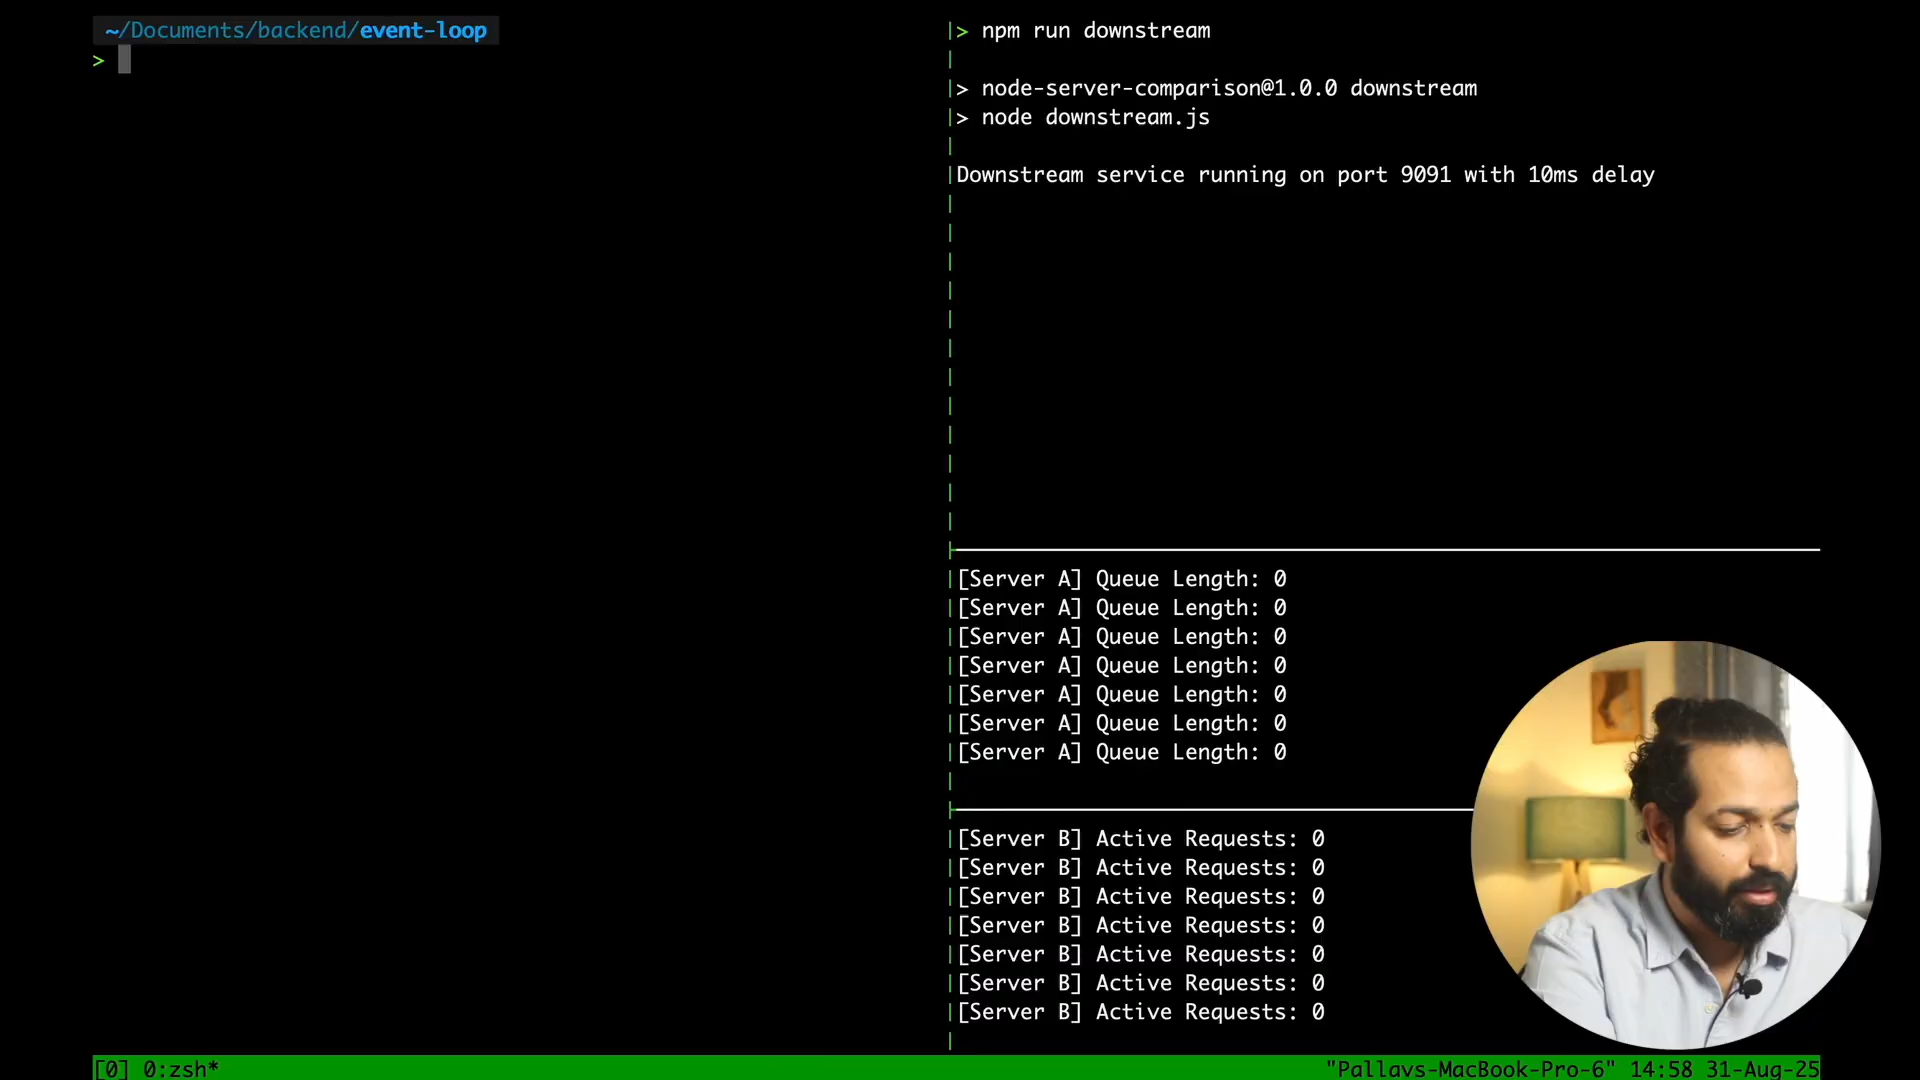 ~/Documents/backend/event-loop
>
> npm run downstream
> node-server-comparison@1.0.0 downstream
> node downstream.js
Downstream service running on port 9091 with 10ms delay
[Server A] Queue Length: 0
[Server A] Queue Length: 0
[Server A] Queue Length: 0
[Server A] Queue Length: 0
[Server A] Queue Length: 0
[Server A] Queue Length: 0
[Server A] Queue Length: 0
[Server B] Active Requests: 0
[Server B] Active Requests: 0
[Server B] Active Requests: 0
[Server B] Active Requests: 0
[Server B] Active Requests: 0
[Server B] Active Requests: 0
[Server B] Active Requests: 0
[0] 0:zsh* "Pallavs-MacBook-Pro-6" 14:58 31-Aug-25